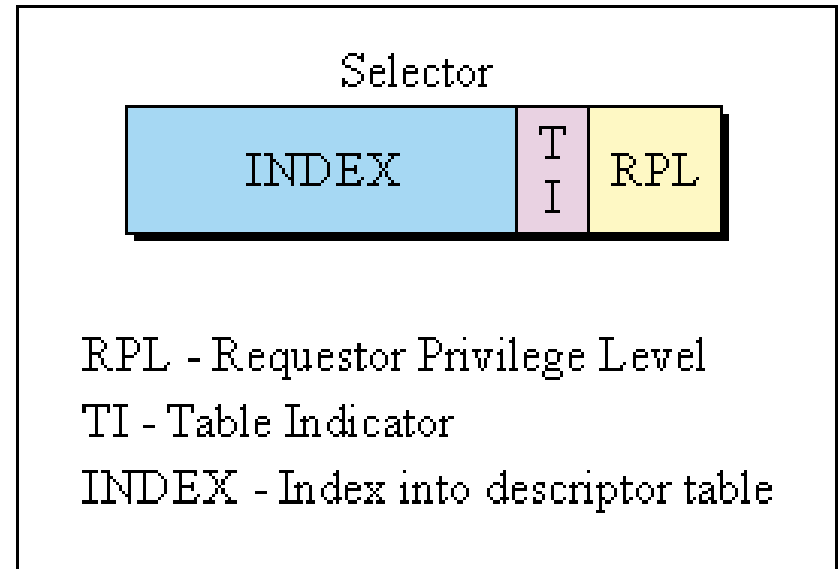 Selector
INDEX
T
I
RPL
RPL - Requestor Privilege Level
TI - Table Indicator
INDEX - Index into descriptor table